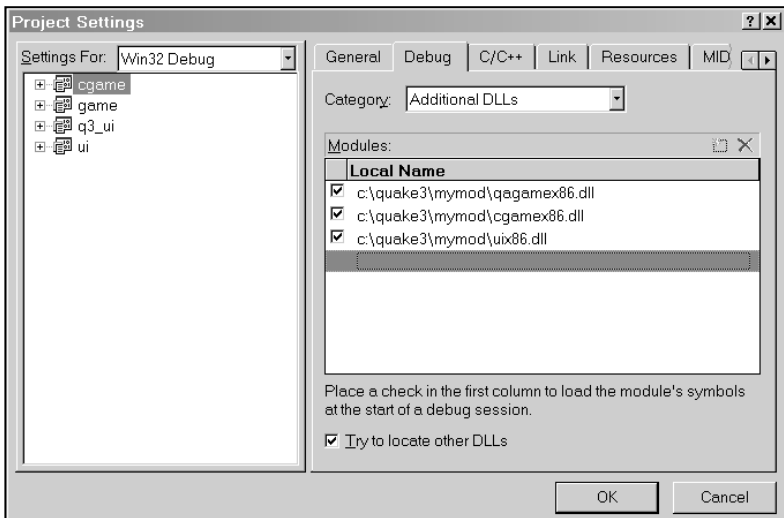 Project Settings
Settings For: Win32 Debug
cgame
game
q3_ui
ui
General Debug C/C++ Link Resources MID
Category: Additional DLLs
Modules:
Local Name
c:\quake3\mymod\qagamex86.dll
c:\quake3\mymod\cgamex86.dll
c:\quake3\mymod\uix86.dll
Place a check in the first column to load the module's symbols
at the start of a debug session.
Try to locate other DLLs
OK Cancel